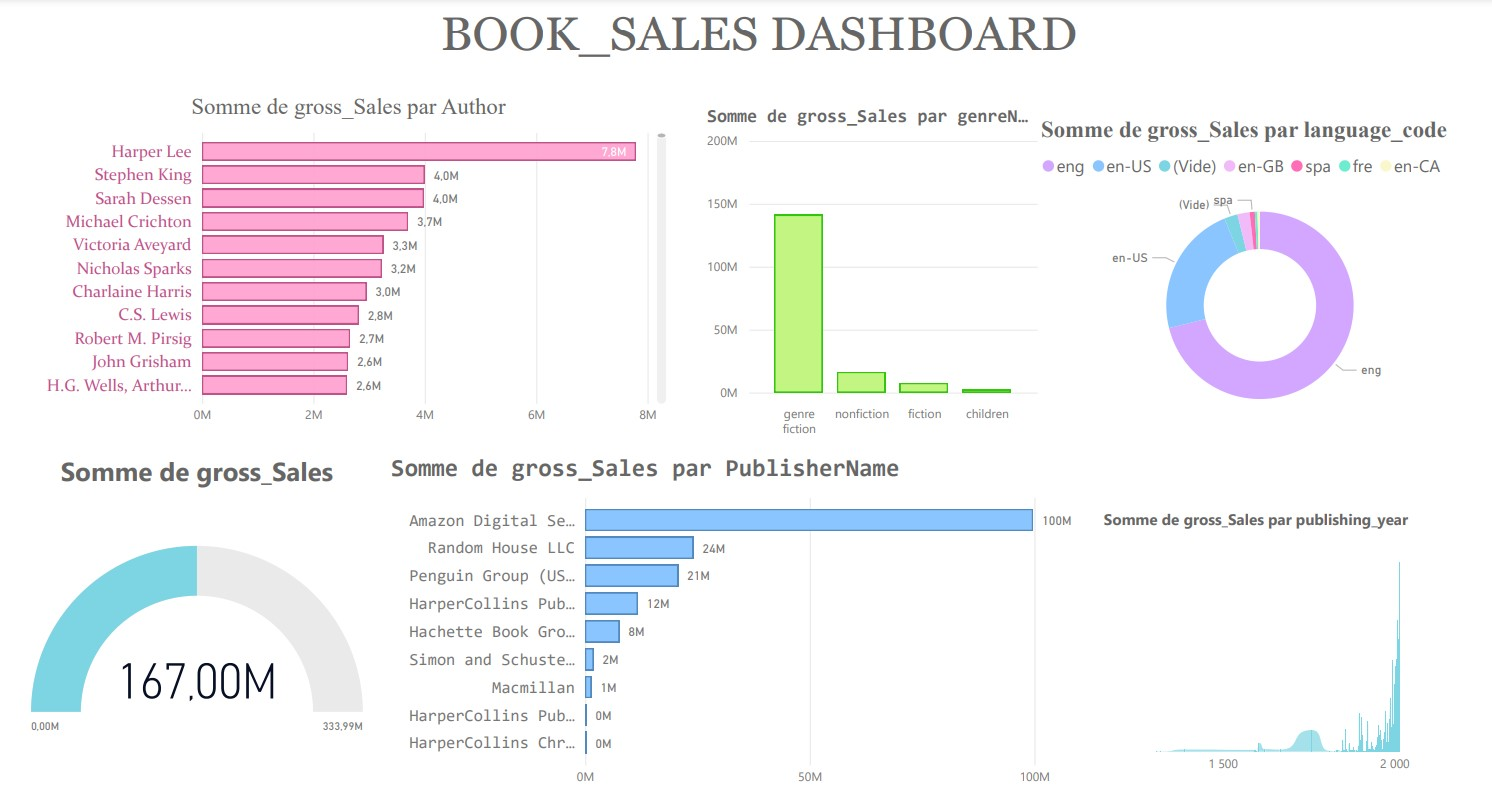 BOOK_SALES DASHBOARD
Somme de gross_Sales par Author
Harper Lee
7,8M
Stephen King
4,0M
Sarah Dessen
4,0M
Michael Crichton
3,7M
Victoria Aveyard
3,3M
Nicholas Sparks
3,2M
Charlaine Harris
3,0M
C.S. Lewis
2,8M
Robert M. Pirsig
2,7M
John Grisham
2,6M
H.G. Wells, Arthur...
2,6M
0M 2M 4M 6M 8M
Somme de gross_Sales par genreN...
200M
150M
100M
50M
0M
genre
fiction
nonfiction
fiction
children
Somme de gross_Sales par language_code
eng en-US (Vide) en-GB spa fre en-CA
(Vide)
spa
en-US
eng
Somme de gross_Sales
167,00M
0,00M
333,99M
Somme de gross_Sales par PublisherName
Amazon Digital Se...
100M
Random House LLC
24M
Penguin Group (US...
21M
HarperCollins Pub...
12M
Hachette Book Gro...
8M
Simon and Schuste...
2M
Macmillan
1M
HarperCollins Pub...
0M
HarperCollins Chr...
0M
0M 50M 100M
Somme de gross_Sales par publishing_year
1 500 2 000